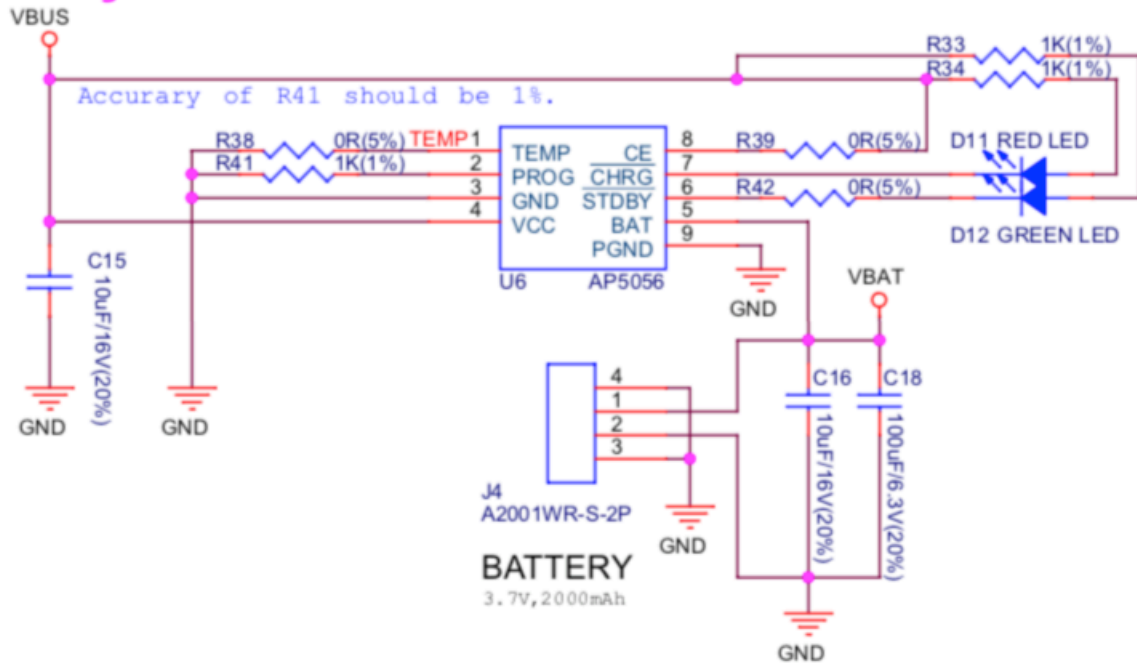 VBUS
R33 1K(1%)
R34 1K(1%)
Accurary of R41 should be 1%.
R38 0R(5%) TEMP 1
R41 1K(1%) 2
3
4
TEMP CE
PROG CHRG
GND STDBY
VCC BAT
PGND
U6 AP5056
8 R39 0R(5%)
7
6 R42 0R(5%)
5
9
D11 RED LED
D12 GREEN LED
C15
10uF/16V(20%)
GND
GND
GND
VBAT
4
1
2
3
J4
A2001WR-S-2P
GND
C16
10uF/16V(20%)
C18
100uF/6.3V(20%)
GND
BATTERY
3.7V,2000mAh